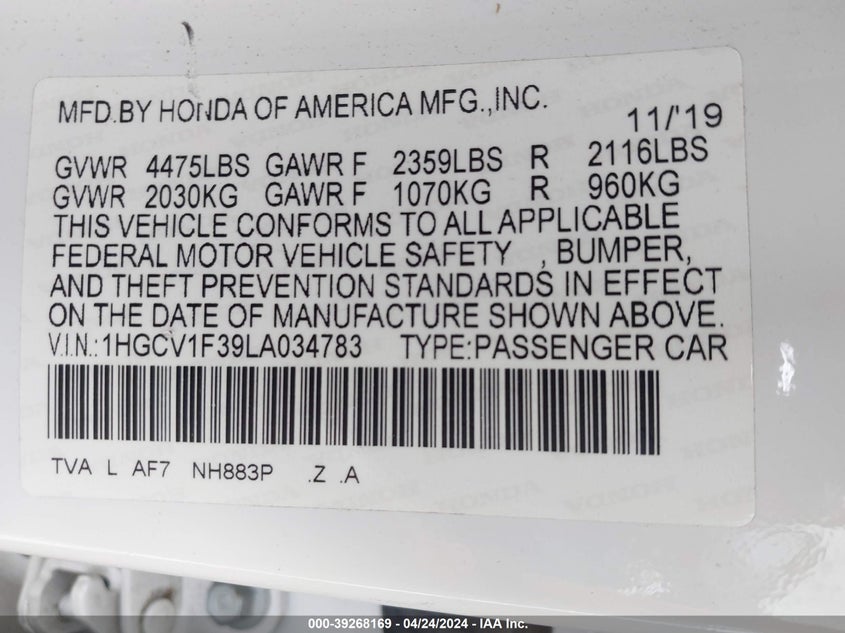 MFD.BY HONDA OF AMERICA MFG.,INC. 11/'19
GVWR 4475LBS GAWR F 2359LBS R 2116LBS
GVWR 2030KG GAWR F 1070KG R 960KG
THIS VEHICLE CONFORMS TO ALL APPLICABLE
FEDERAL MOTOR VEHICLE SAFETY , BUMPER,
AND THEFT PREVENTION STANDARDS IN EFFECT
ON THE DATE OF MANUFACTURE SHOWN ABOVE.
V.I.N.:1HGCV1F39LA034783 TYPE:PASSENGER CAR
TVA L AF7 NH883P .Z .A
000-39268169 - 04/24/2024 - IAA Inc.